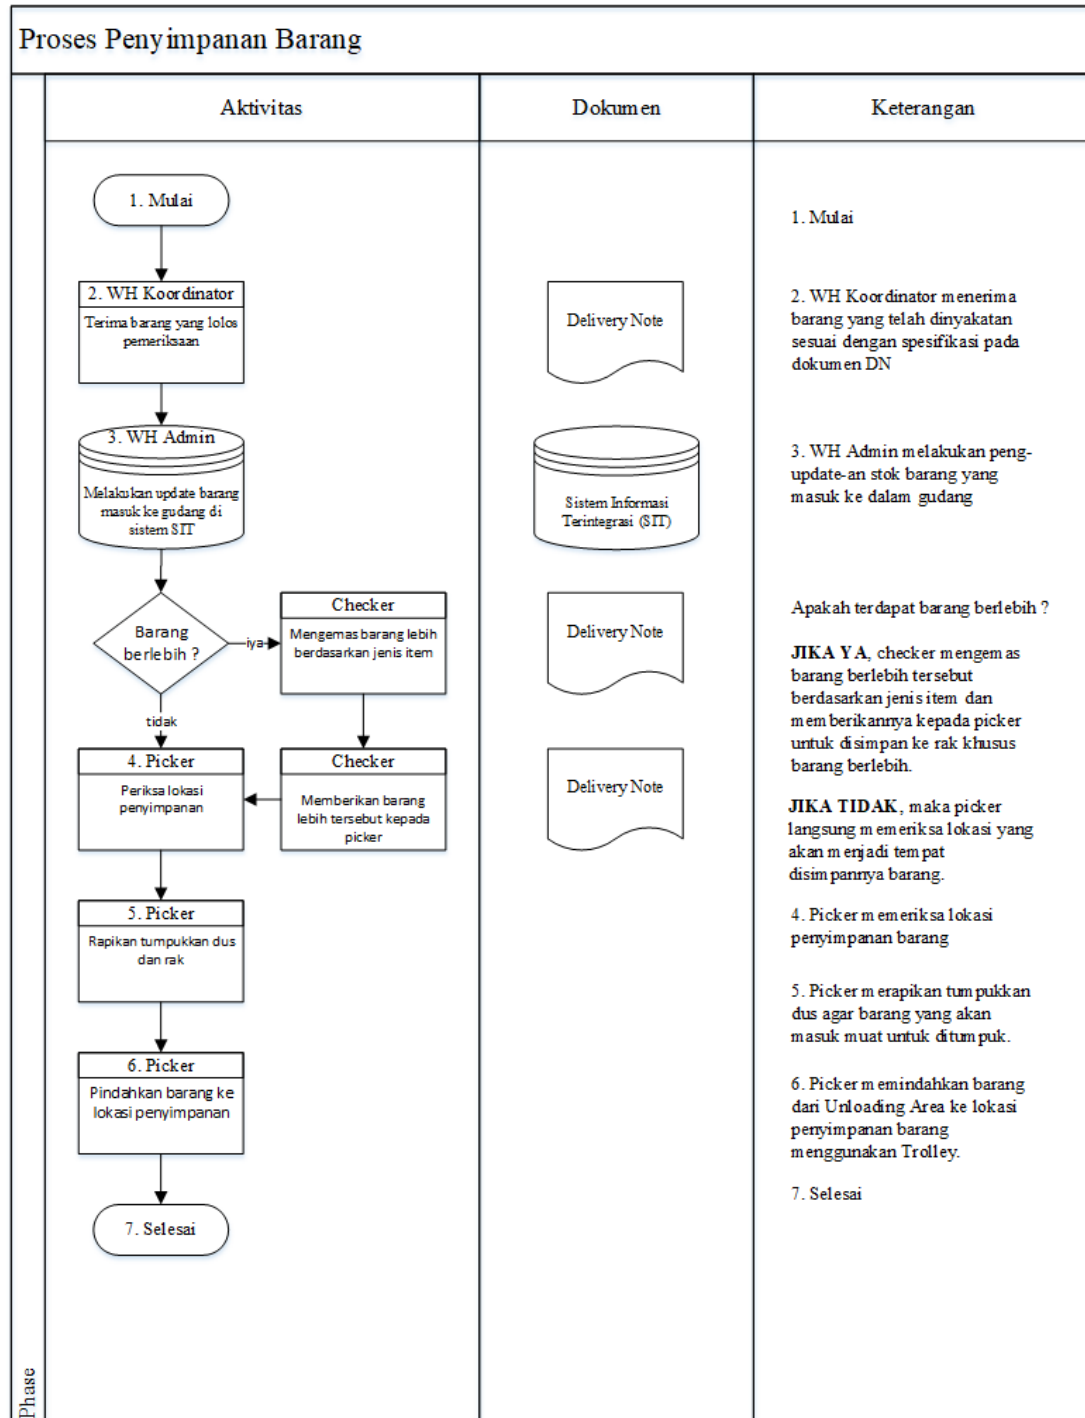 Proses Penyimpanan Barang
Aktivitas
Dokumen
Keterangan
1. Mulai
2. WH Koordinator
Terima barang yang lolos
pemeriksaan
3. WH Admin
Melakukan update barang
masuk ke gudang di
sistem SIT
Barang
berlebih ?
iya
tidak
Checker
Mengemas barang lebih
berdasarkan jenis item
Checker
Memberikan barang
lebih tersebut kepada
picker
4. Picker
Periksa lokasi
penyimpanan
5. Picker
Rapikan tumpukkan dus
dan rak
6. Picker
Pindahkan barang ke
lokasi penyimpanan
7. Selesai
Delivery Note
Sistem Informasi
Terintegrasi (SIT)
Delivery Note
Delivery Note
1. Mulai
2. WH Koordinator menerima
barang yang telah dinyatakan
sesuai dengan spesifikasi pada
dokumen DN
3. WH Admin melakukan peng-
update-an stok barang yang
masuk ke dalam gudang
Apakah terdapat barang berlebih ?
JIKA YA, checker mengemas
barang berlebih tersebut
berdasarkan jenis item dan
memberikannya kepada picker
untuk disimpan ke rak khusus
barang berlebih.
JIKA TIDAK, maka picker
langsung memeriksa lokasi yang
akan menjadi tempat
disimpannya barang.
4. Picker memeriksa lokasi
penyimpanan barang
5. Picker merapikan tumpukkan
dus agar barang yang akan
masuk muat untuk ditumpuk.
6. Picker memindahkan barang
dari Unloading Area ke lokasi
penyimpanan barang
menggunakan Trolley.
7. Selesai
Phase